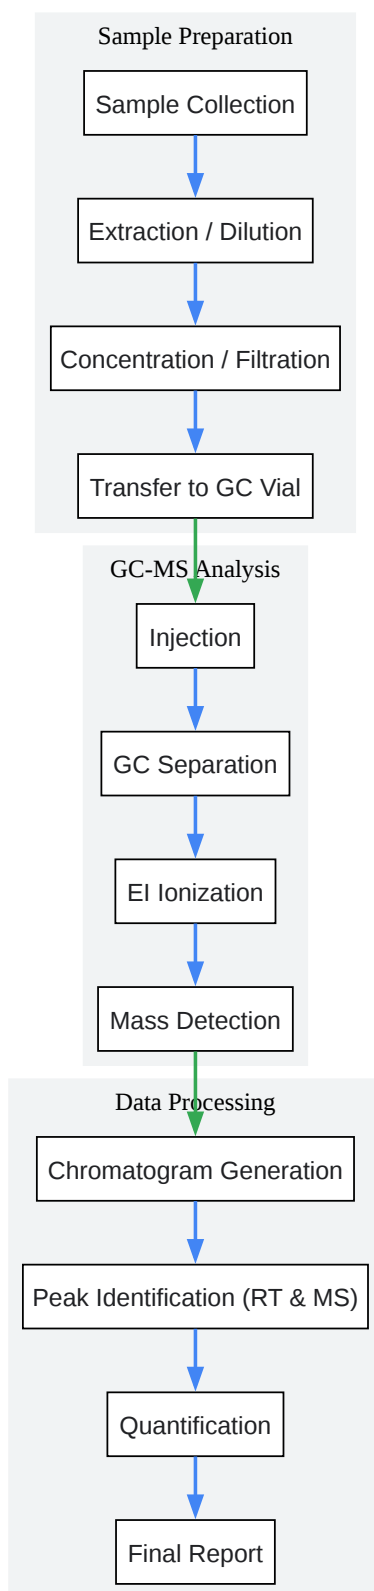 Sample Preparation
Sample Collection
Extraction / Dilution
Concentration / Filtration
Transfer to GC Vial
GC-MS Analysis
Injection
GC Separation
EI Ionization
Mass Detection
Data Processing
Chromatogram Generation
Peak Identification (RT & MS)
Quantification
Final Report